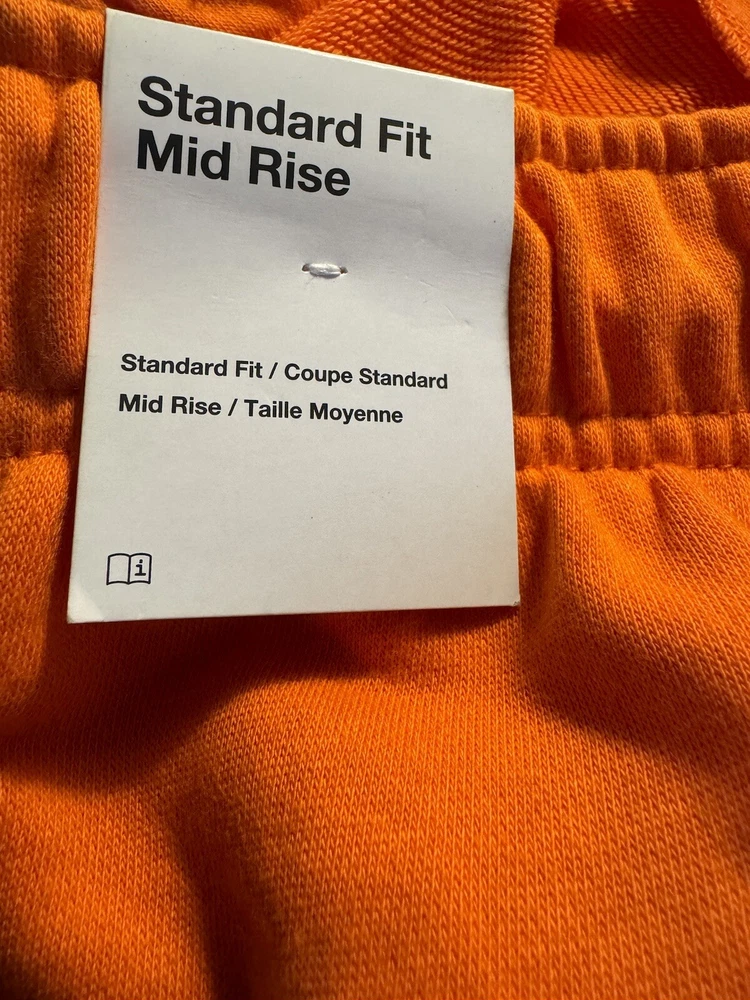 Standard Fit
Mid Rise
Standard Fit / Coupe Standard
Mid Rise / Taille Moyenne
i